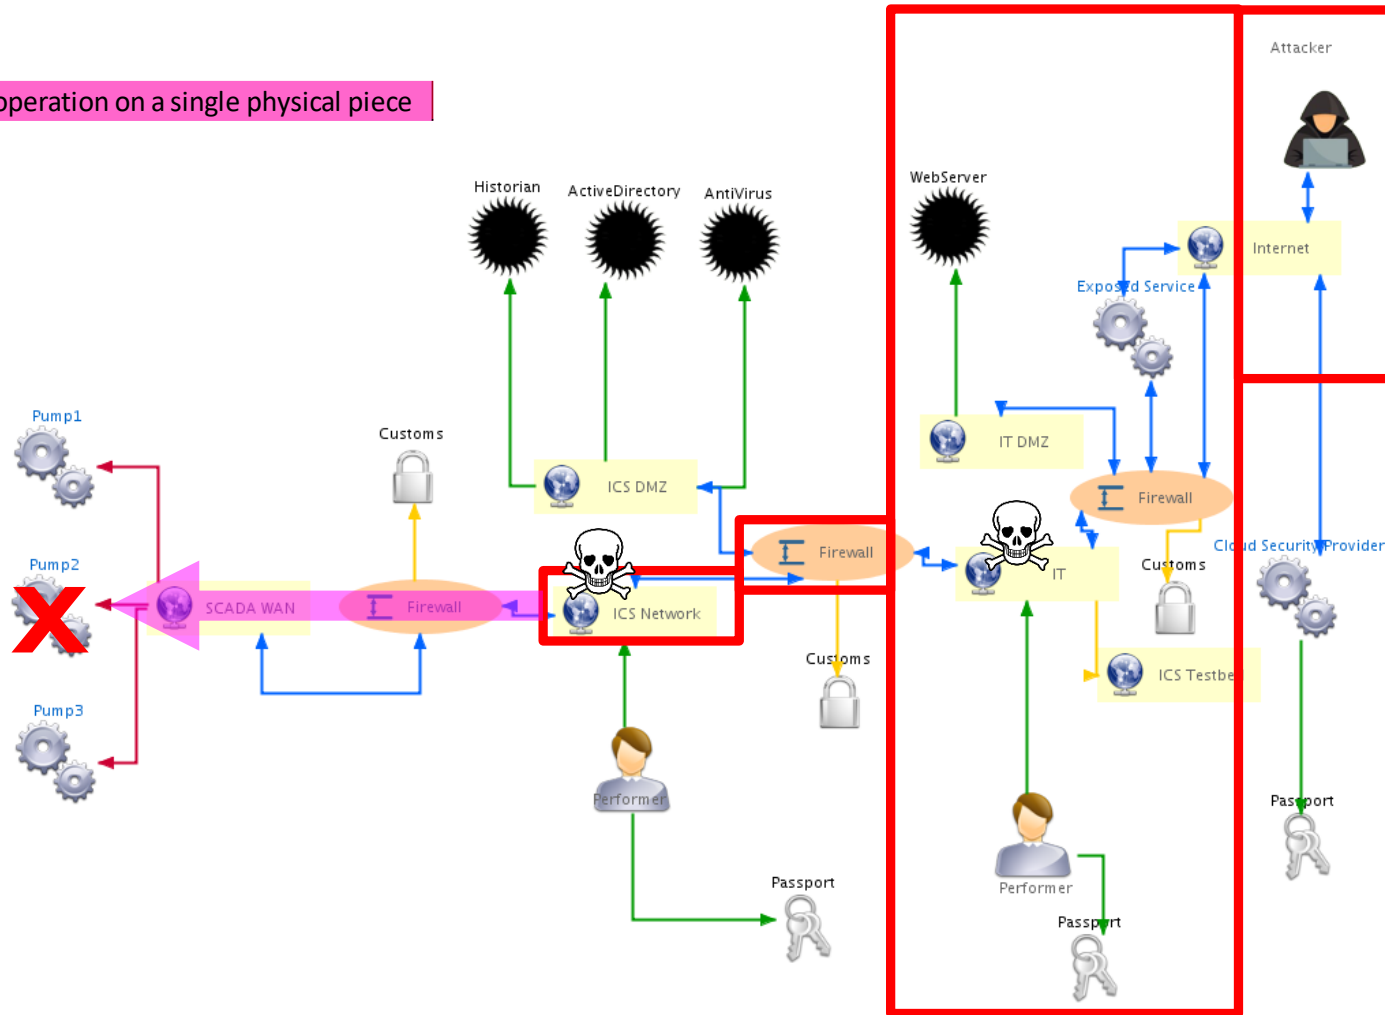 operation on a single physical piece
Attacker
Historian
ActiveDirectory
AntiVirus
WebServer
Internet
Exposed Service
Pump1
Customs
IT DMZ
ICS DMZ
Firewall
Firewall
Cloud Security Provider
Pump2
IT
Customs
SCADA WAN
Firewall
ICS Network
Customs
ICS Testbe
Pump3
Performer
Passport
Passport
Performer
Passport
X